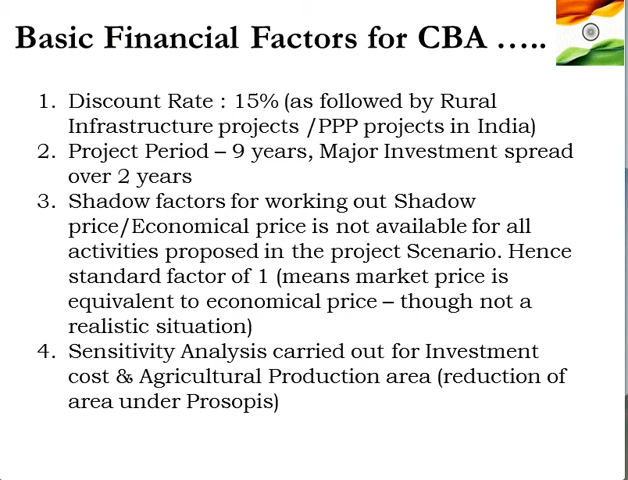 Basic Financial Factors for CBA .....
1. Discount Rate : 15% (as followed by Rural
Infrastructure projects /PPP projects in India)
2. Project Period – 9 years, Major Investment spread
over 2 years
3. Shadow factors for working out Shadow
price/Economical price is not available for all
activities proposed in the project Scenario. Hence
standard factor of 1 (means market price is
equivalent to economical price – though not a
realistic situation)
4. Sensitivity Analysis carried out for Investment
cost & Agricultural Production area (reduction of
area under Prosopis)